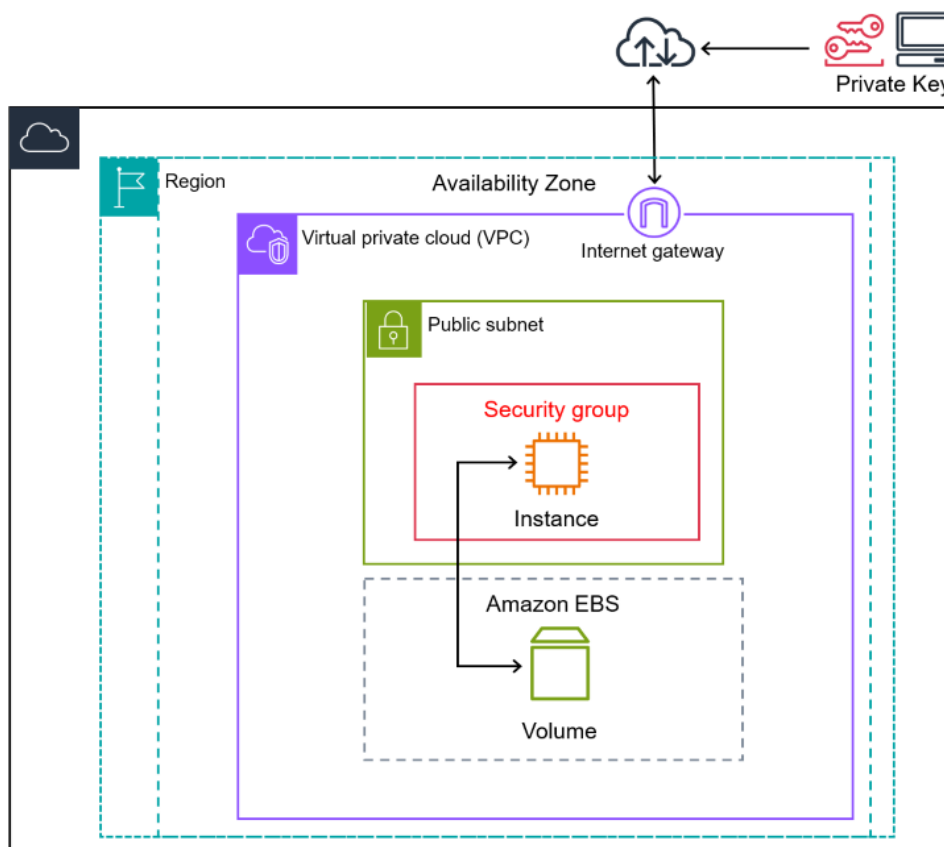 Private Key
Region
Availability Zone
Virtual private cloud (VPC)
Internet gateway
Public subnet
Security group
Instance
Amazon EBS
Volume